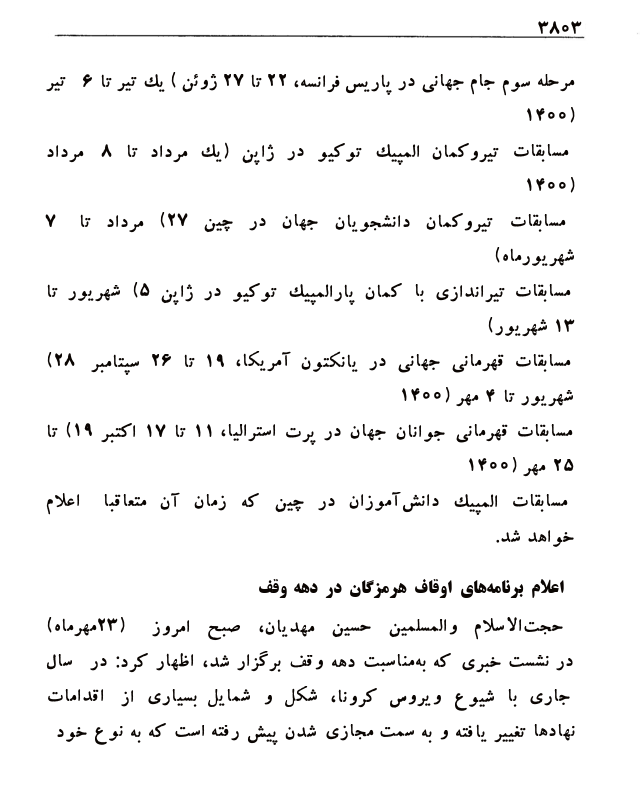 ۳۸۰۳
مرحله سوم جام جهانی در پاریس فرانسه، ۲۲ تا ۲۷ ژوئن ) یك تیر تا ۶ تیر
۱۴۰۰)
مسابقات تیروکمان المپیك توکیو در ژاپن (یك مرداد تا ۸ مرداد
۱۴۰۰)
مسابقات تیروکمان دانشجویان جهان در چین ۲۷) مرداد تا ۷
شهریورماه)
مسابقات تیراندازی با کمان پارالمپیك توکیو در ژاپن ۵) شهریور تا
۱۳ شهریور)
مسابقات قهرمانی جهانی در یانکتون آمریکا، ۱۹ تا ۲۶ سپتامبر ۲۸)
شهریور تا ۴ مهر (۱۴۰۰
مسابقات قهرمانی جوانان جهان در پرت استرالیا، ۱۱ تا ۱۷ اکتبر ۱۹) تا
۲۵ مهر (۱۴۰۰
مسابقات المپیك دانش‌آموزان در چین که زمان آن متعاقبا اعلام
خواهد شد.
اعلام برنامه‌های اوقاف هرمزگان در دهه وقف
حجت‌الاسلام والمسلمین حسین مهدیان، صبح امروز (۲۳مهرماه)
در نشست خبری که به‌مناسبت دهه وقف برگزار شد، اظهار کرد: در سال
جاری با شیوع ویروس کرونا، شکل و شمایل بسیاری از اقدامات
نهادها تغییر یافته و به سمت مجازی شدن پیش رفته است که به نوع خود